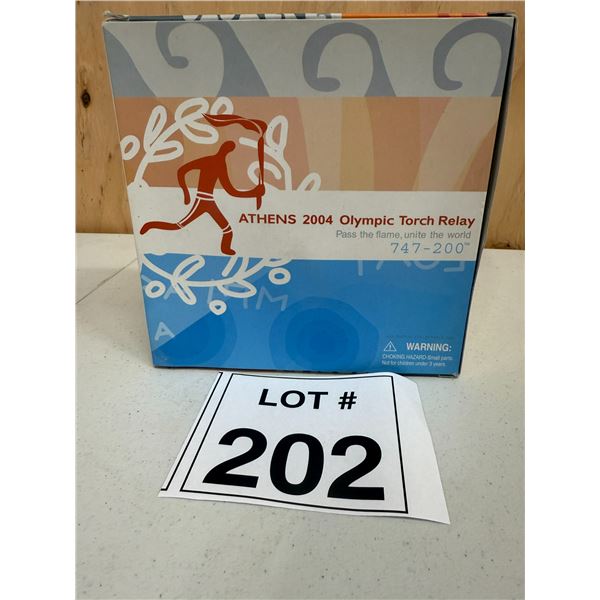 ATHENS 2004 Olympic Torch Relay
Pass the flame, unite the world
747-200™
WARNING:
CHOKING HAZARD-Small parts.
Not for children under 3 years.
LOT #
202